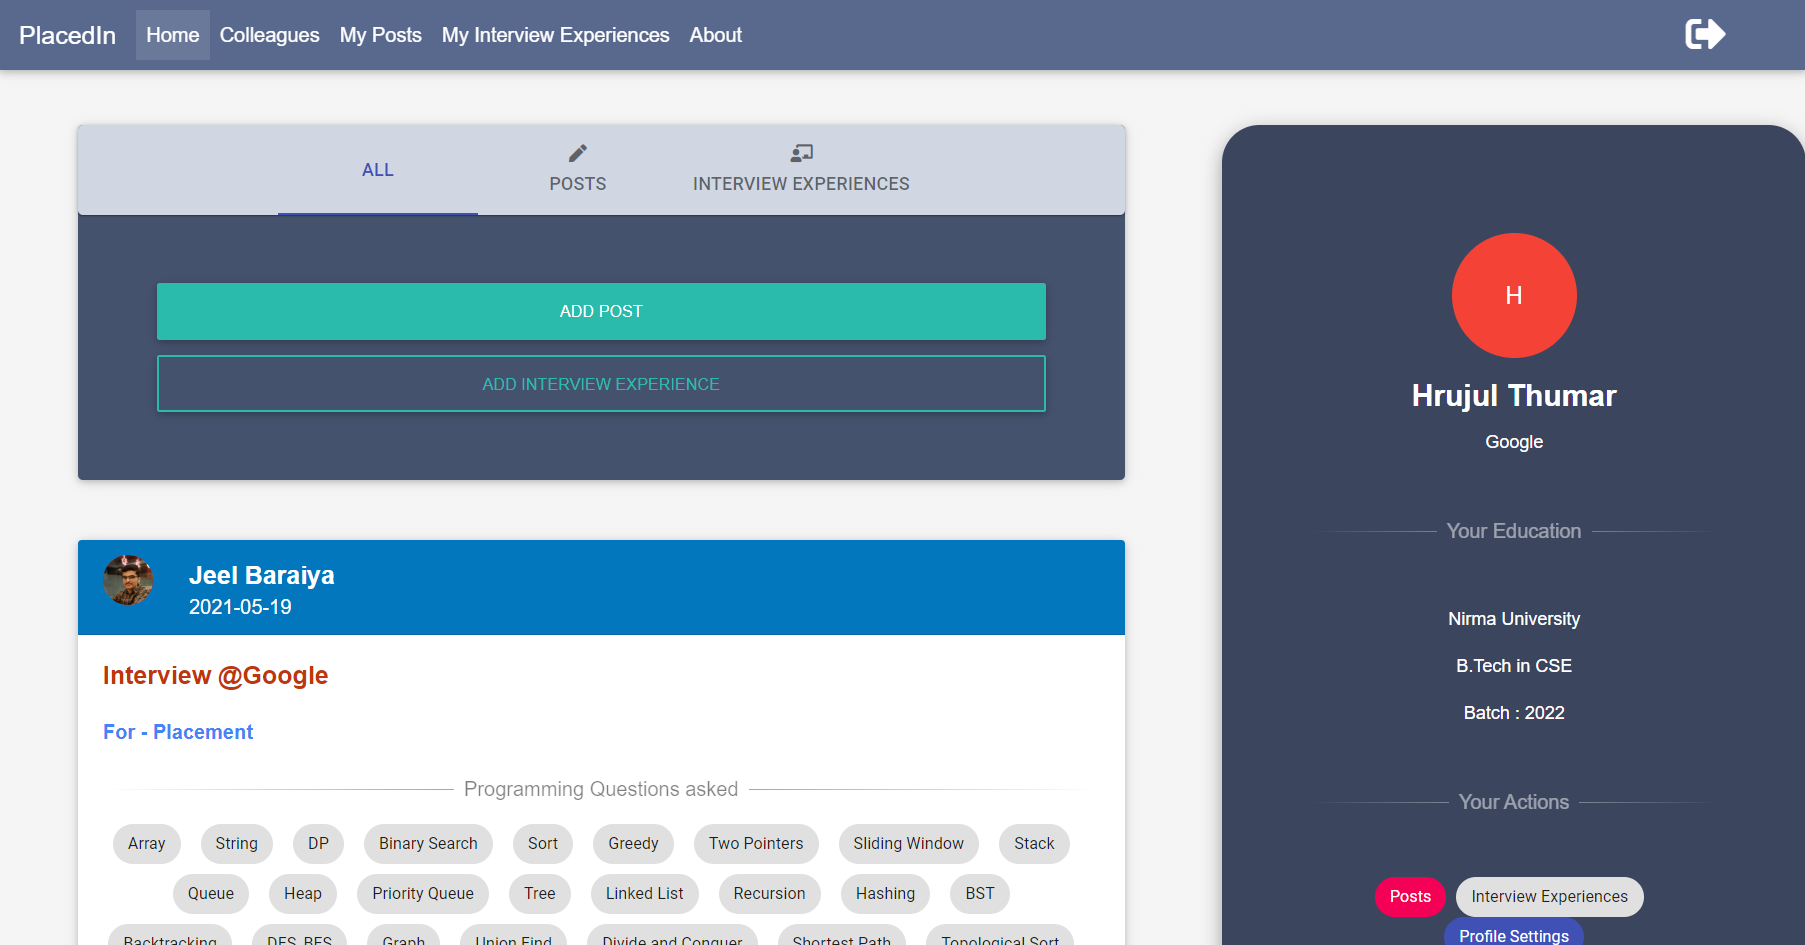 PlacedIn Home Colleagues My Posts My Interview Experiences About
ALL POSTS INTERVIEW EXPERIENCES
ADD POST
ADD INTERVIEW EXPERIENCE
Jeel Baraiya
2021-05-19
Interview @Google
For - Placement
Programming Questions asked
Array String DP Binary Search Sort Greedy Two Pointers Sliding Window Stack
Queue Heap Priority Queue Tree Linked List Recursion Hashing BST
Backtracking DFS, BFS Graph Union Find Divide and Conquer Shortest Path Topological Sort
H
Hrujul Thumar
Google
Your Education
Nirma University
B.Tech in CSE
Batch : 2022
Your Actions
Posts Interview Experiences
Profile Settings